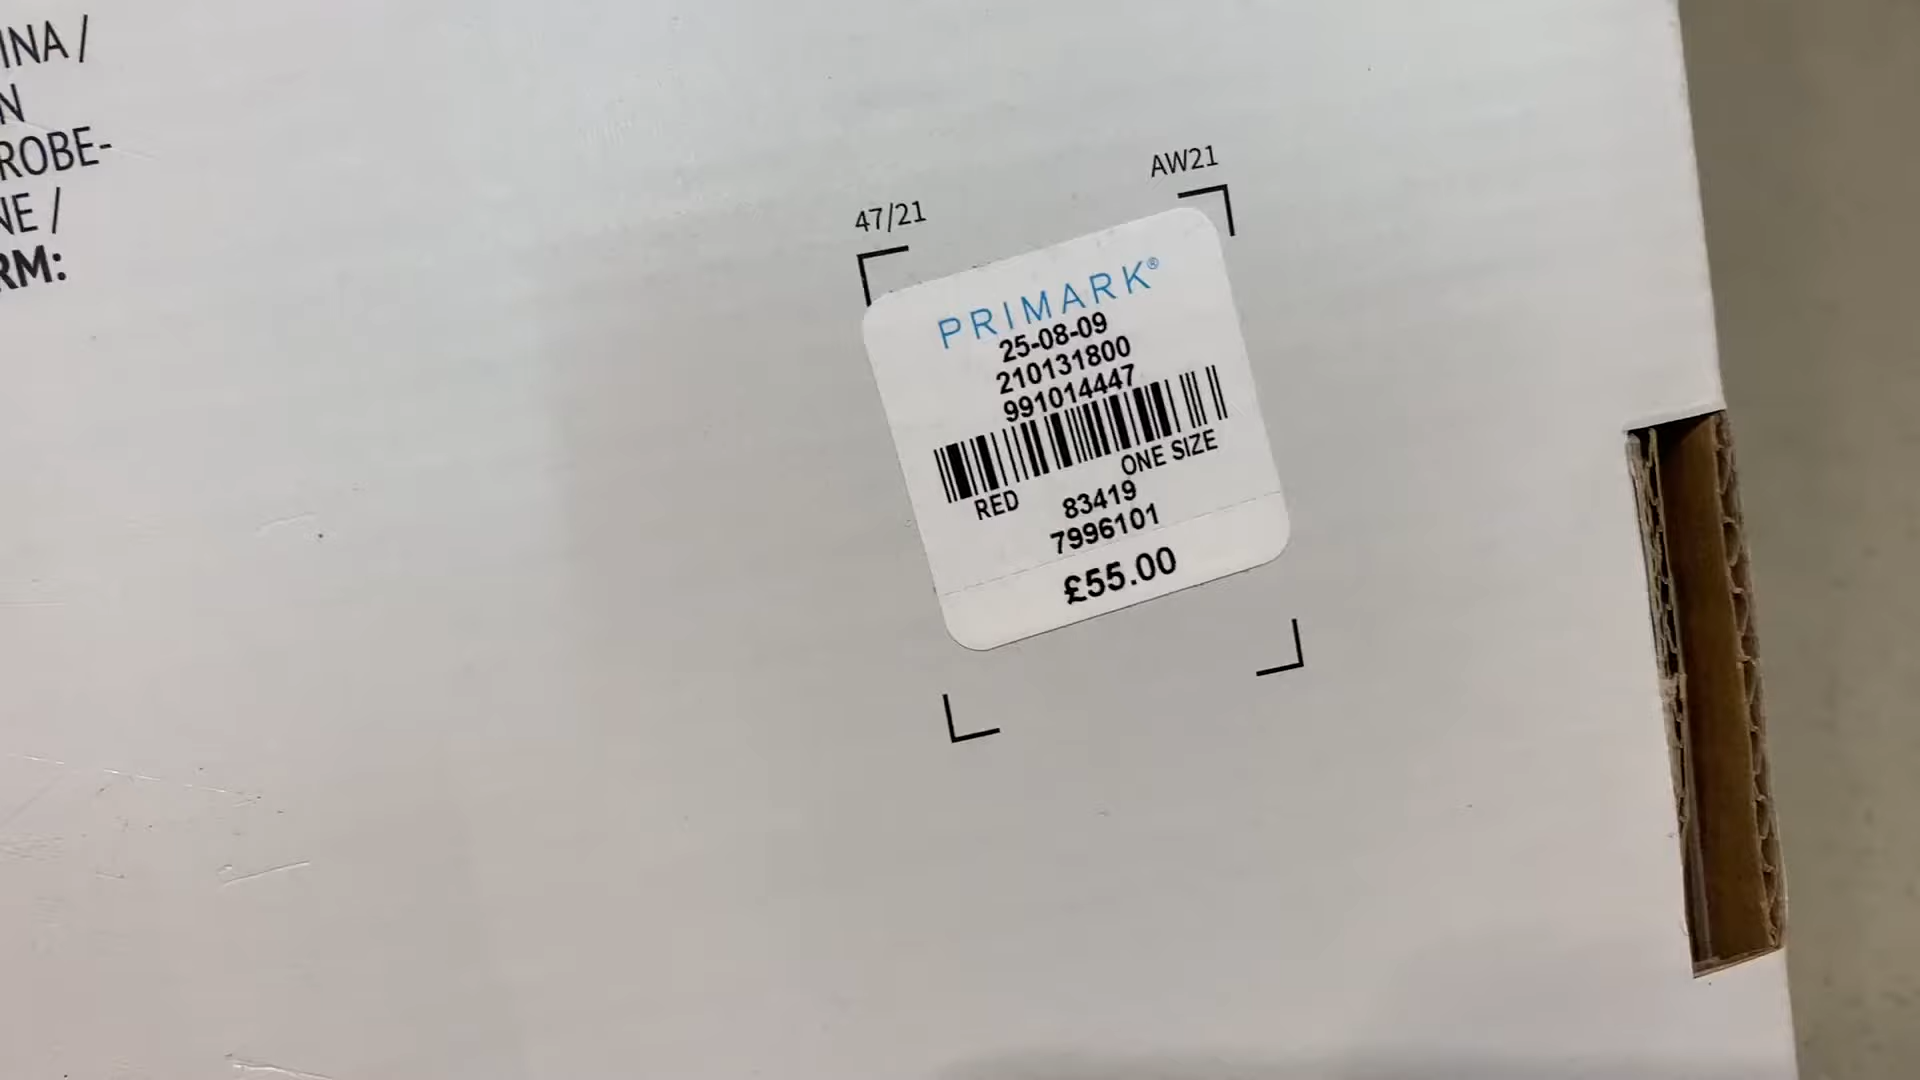 INA /
N
ROBE-
NE /
RM:
47/21
AW21
PRIMARK®
25-08-09
210131800
991014447
RED ONE SIZE
83419
7996101
£55.00